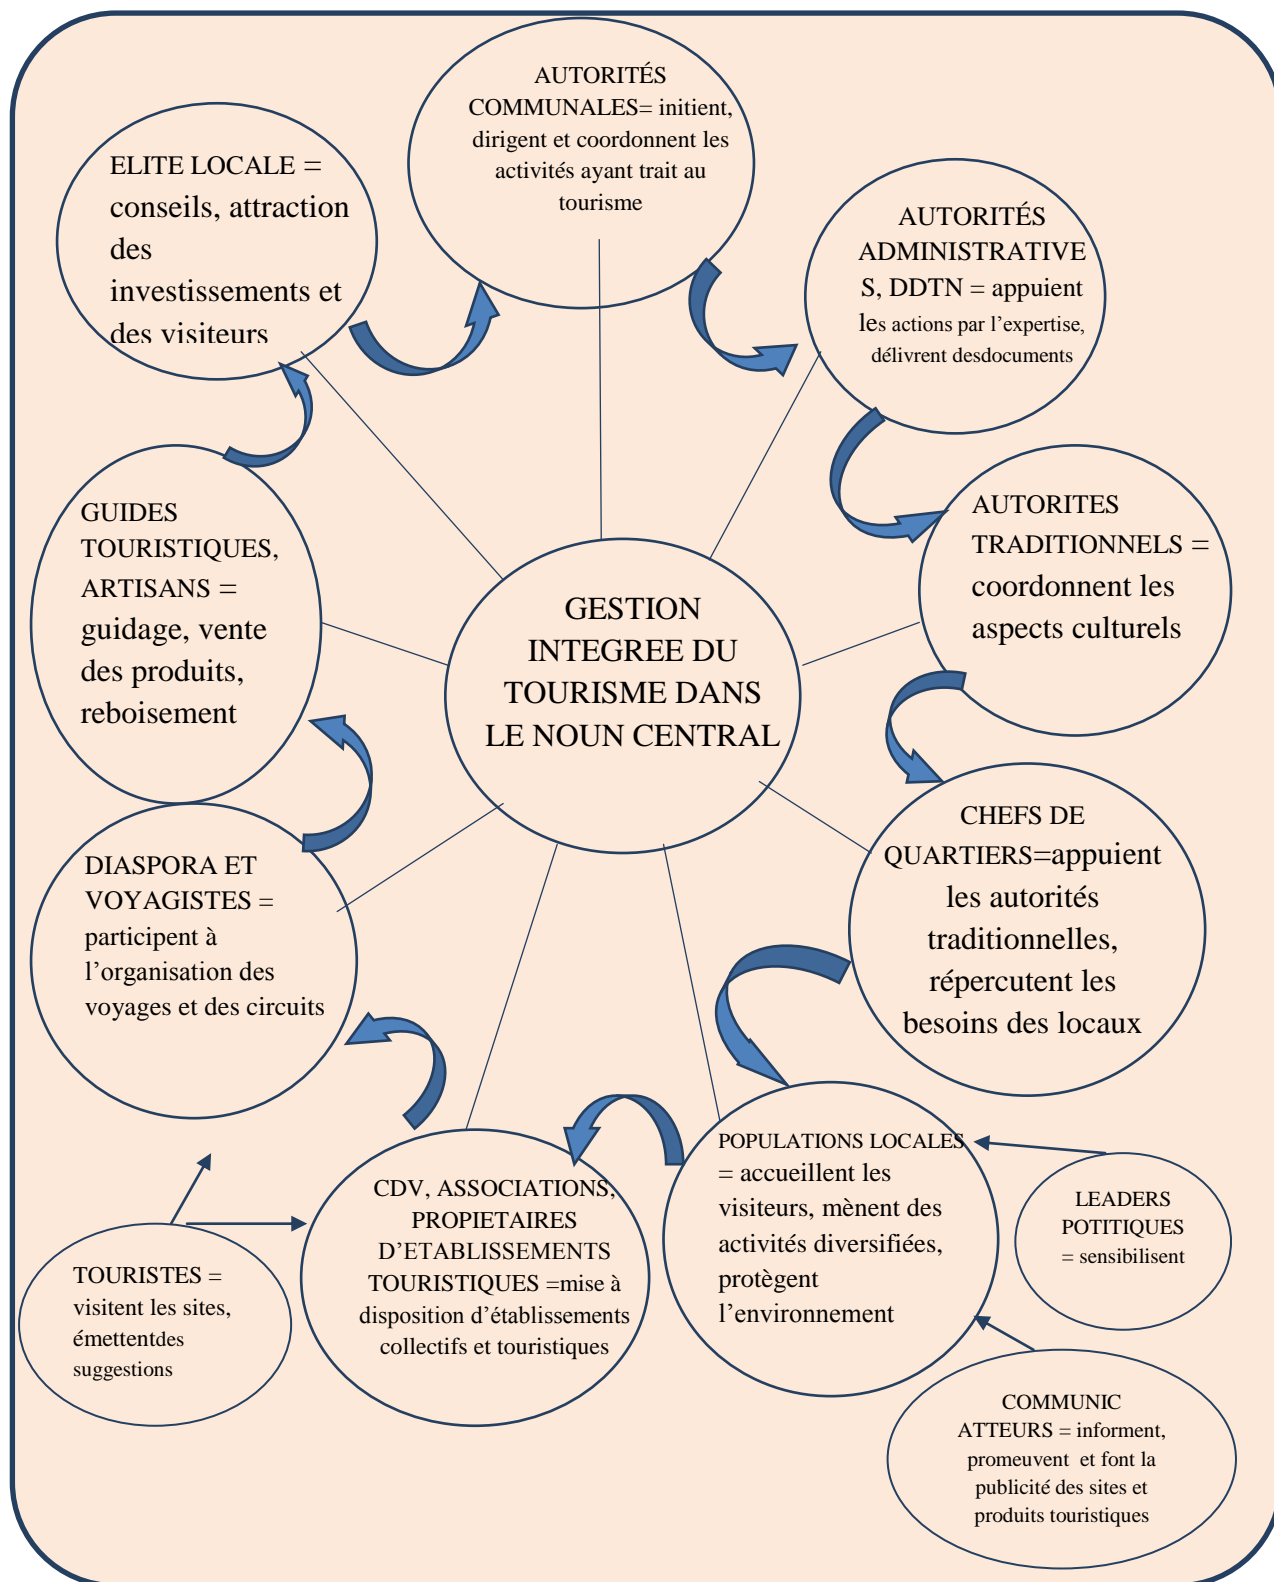 AUTORITÉS
COMMUNALES= initient,
dirigent et coordonnent les
activités ayant trait au
tourisme
ELITE LOCALE =
conseils, attraction
des
investissements et
des visiteurs
AUTORITÉS
ADMINISTRATIVE
S, DDTN = appuient
les actions par l’expertise,
délivrent desdocuments
AUTORITES
TRADITIONNELS =
coordonnent les
aspects culturels
GUIDES
TOURISTIQUES,
ARTISANS =
guidage, vente
des produits,
reboisement
GESTION
INTEGREE DU
TOURISME DANS
LE NOUN CENTRAL
CHEFS DE
QUARTIERS=appuient
les autorités
traditionnelles,
répercutent les
besoins des locaux
DIASPORA ET
VOYAGISTES =
participent à
l’organisation des
voyages et des circuits
POPULATIONS LOCALES
= accueillent les
visiteurs, mènent des
activités diversifiées,
protègent
l’environnement
CDV, ASSOCIATIONS,
PROPIETAIRES
D’ETABLISSEMENTS
TOURISTIQUES =mise à
disposition d’établissements
collectifs et touristiques
LEADERS
POTITIQUES
= sensibilisent
TOURISTES =
visitent les sites,
émettentdes
suggestions
COMMUNIC
ATTEURS = informent,
promeuvent et font la
publicité des sites et
produits touristiques